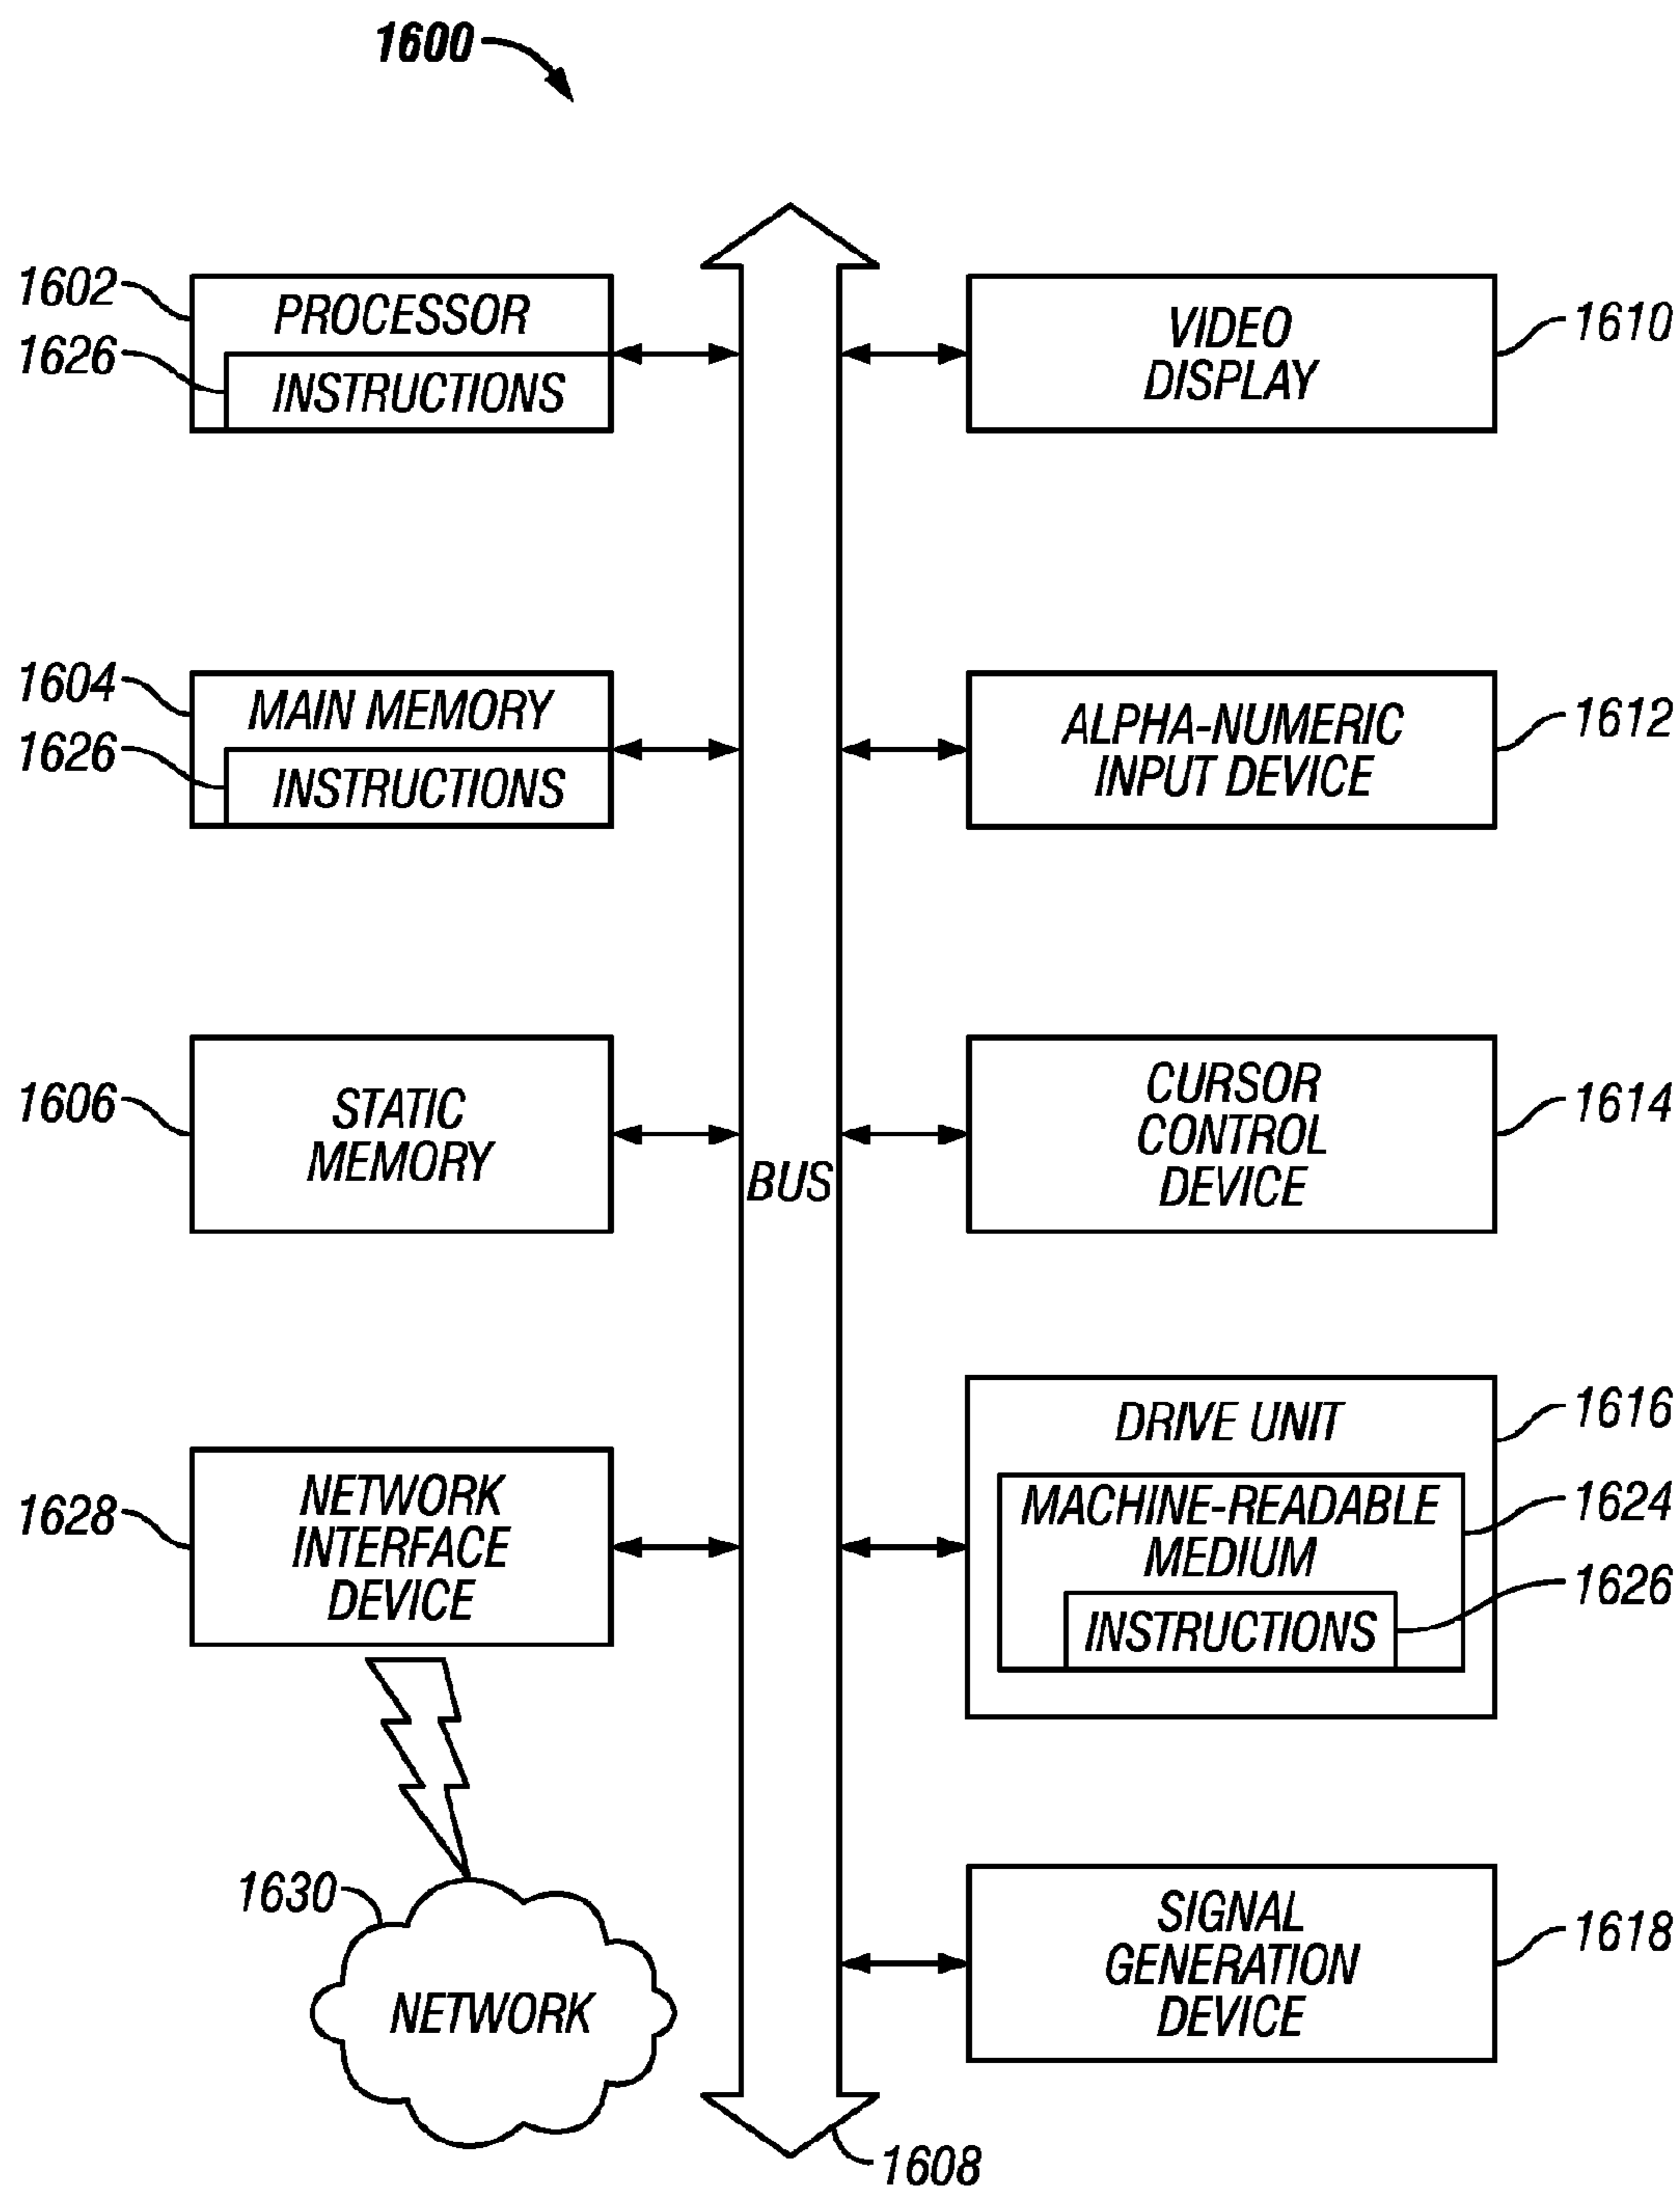 1600
1602
PROCESSOR
1626
INSTRUCTIONS
VIDEO
DISPLAY
1610
1604
MAIN MEMORY
1626
INSTRUCTIONS
ALPHA-NUMERIC
INPUT DEVICE
1612
1606
STATIC
MEMORY
BUS
CURSOR
CONTROL
DEVICE
1614
1628
NETWORK
INTERFACE
DEVICE
DRIVE UNIT
1616
MACHINE-READABLE
MEDIUM
1624
INSTRUCTIONS
1626
1630
NETWORK
SIGNAL
GENERATION
DEVICE
1618
1608